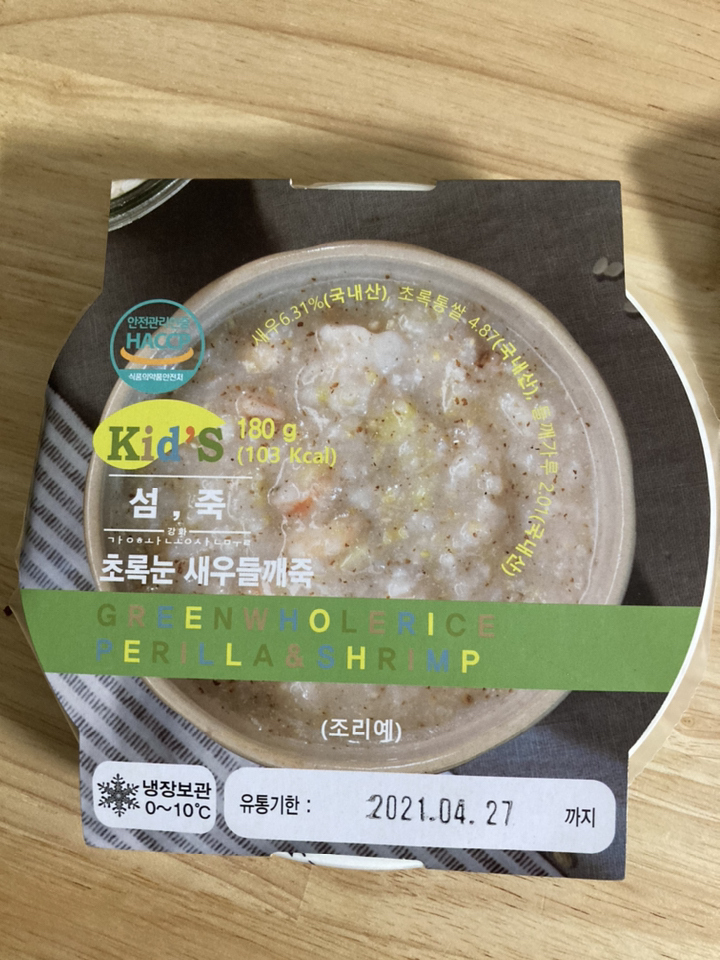 새우6.31%(국내산) 초록통쌀 4.87(국내산), 들깨가루 2.01(국내산)
안전관리인증
HACCP
식품의약품안전처
Kid'S
180 g
(103 Kcal)
섬 , 죽
강화
초록눈 새우들깨죽
GREENWHOLERICE
PERILLA&SHRIMP
(조리예)
냉장보관
0~10℃
유통기한 : 2021.04.27 까지